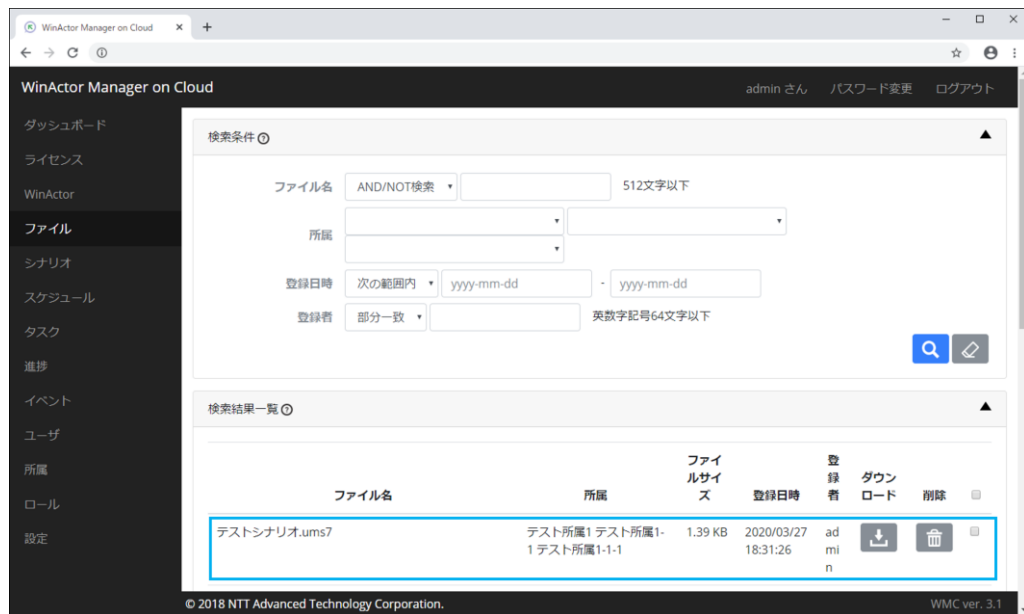 WinActor Manager on Cloud
WinActor Manager on Cloud
admin さん パスワード変更 ログアウト
ダッシュボード
ライセンス
WinActor
ファイル
シナリオ
スケジュール
タスク
進捗
イベント
ユーザ
所属
ロール
設定
検索条件
ファイル名 AND/NOT検索 512文字以下
所属
登録日時 次の範囲内 yyyy-mm-dd - yyyy-mm-dd
登録者 部分一致 英数字記号64文字以下
検索結果一覧
ファイル名 所属 ファイルサイズ 登録日時 登録者 ダウンロード 削除
テストシナリオ.ums7 テスト所属1 テスト所属1-1 テスト所属1-1-1 1.39 KB 2020/03/27 18:31:26 admin
© 2018 NTT Advanced Technology Corporation. WMC ver. 3.1